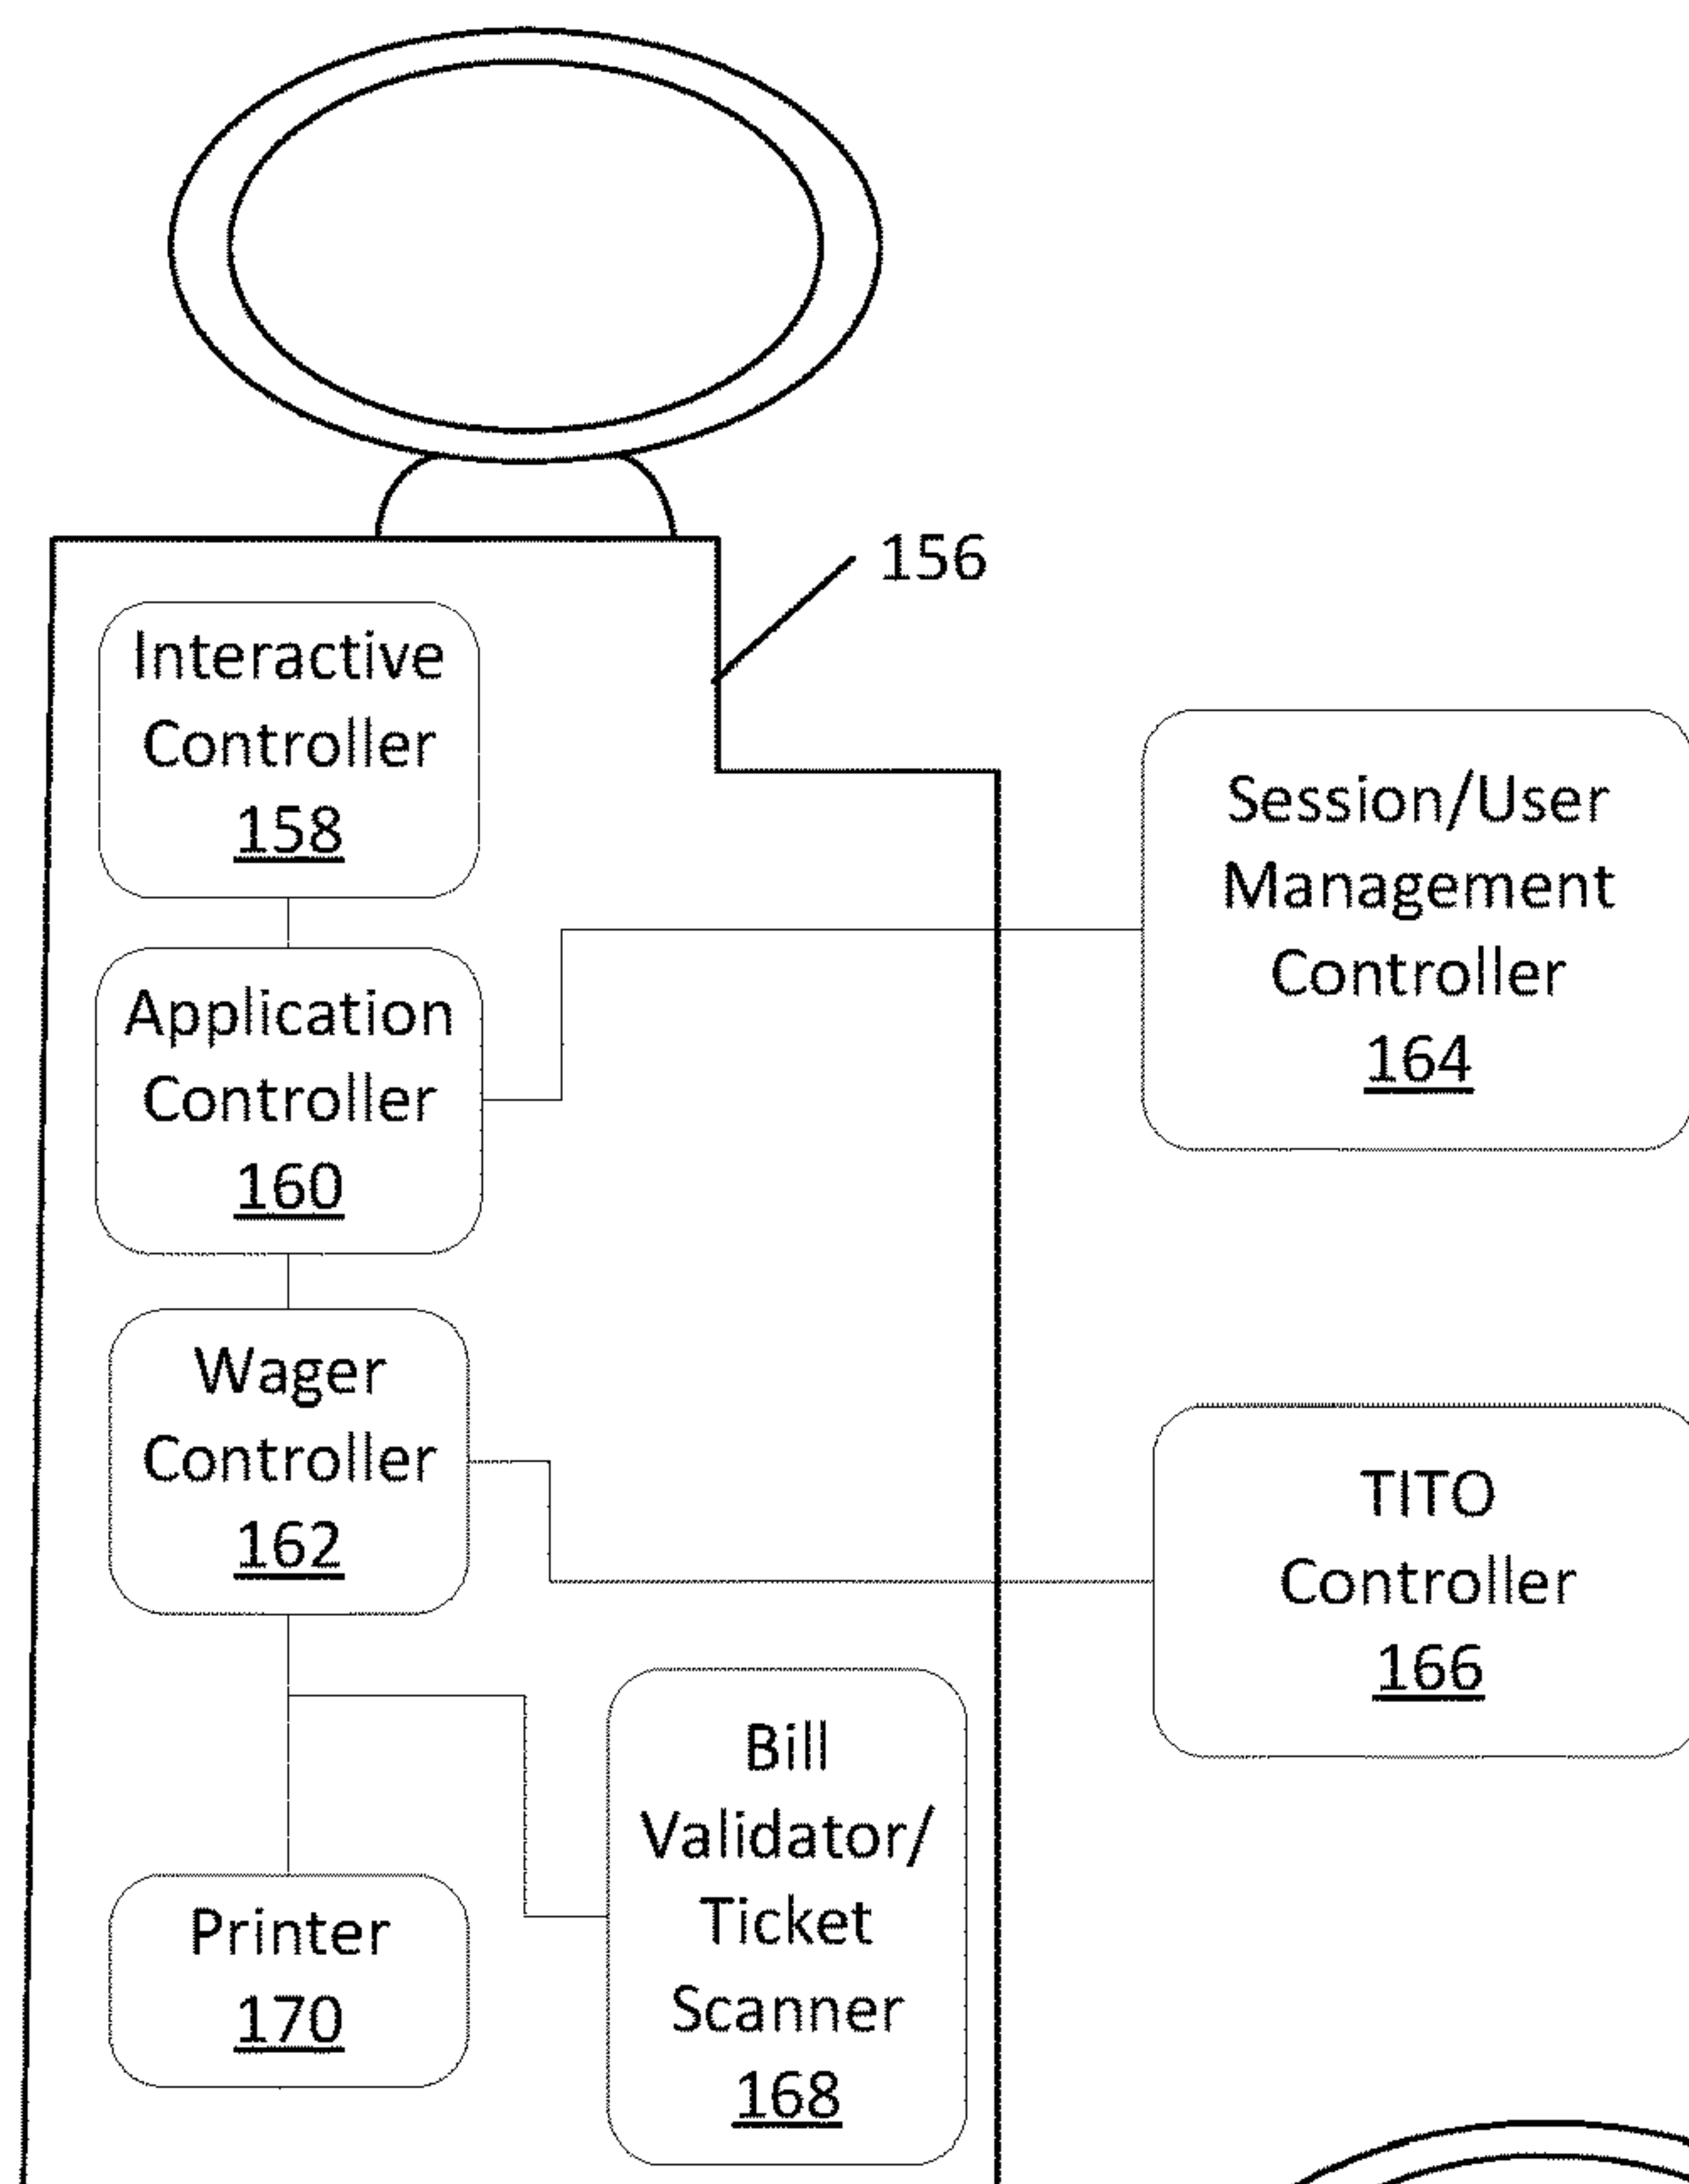 156
Interactive
Controller
158
Session/User
Management
Controller
164
Application
Controller
160
Wager
Controller
162
TITO
Controller
166
Bill
Validator/
Ticket
Scanner
168
Printer
170